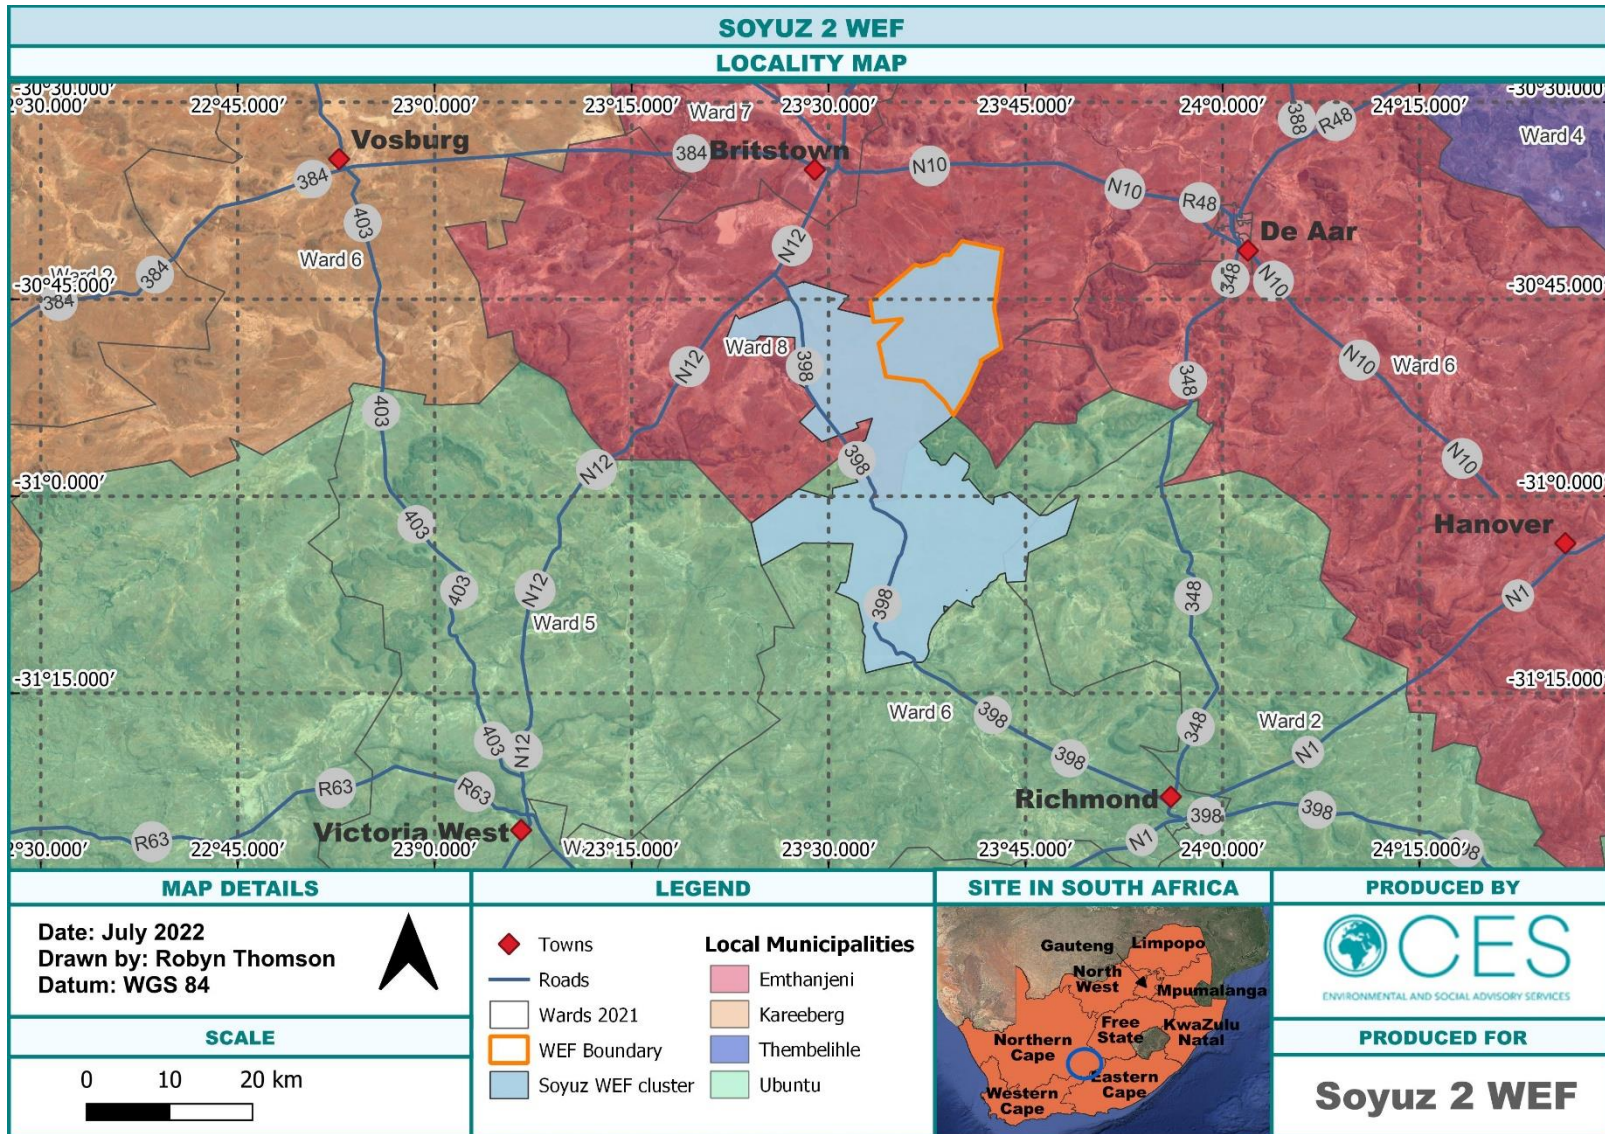 SOYUZ 2 WEF
LOCALITY MAP
-30°30.000′
2°30.000′ 22°45.000′ 23°0.000′ 23°15.000′ 23°30.000′ 23°45.000′ 24°0.000′ 24°15.000′
-30°30.000′
Ward 7
388
R48
Ward 4
Vosburg
384
Britstown
N10
384
N10
R48
403
De Aar
Ward 6
N12
384
348
N10
-30°45.000′
384
-30°45.000′
Ward 8
N12
398
N10
Ward 6
348
403
398
N12
N10
-31°0.000′
-31°0.000′
403
Hanover
403
N12
398
348
N1
Ward 5
-31°15.000′
-31°15.000′
Ward 6
398
348
Ward 2
403
N12
398
N1
R63
R63
Richmond
398
398
Victoria West
R63
N1
2°30.000′ 22°45.000′ 23°0.000′ 23°15.000′ 23°30.000′ 23°45.000′ 24°0.000′ 24°15.000′
MAP DETAILS
Date: July 2022
Drawn by: Robyn Thomson
Datum: WGS 84
SCALE
0 10 20 km
LEGEND
Towns
Roads
Wards 2021
WEF Boundary
Soyuz WEF cluster
Local Municipalities
Emthanjeni
Kareeberg
Thembelihle
Ubuntu
SITE IN SOUTH AFRICA
Limpopo
Gauteng
North
West
Mpumalanga
Free
State
KwaZulu
Natal
Northern
Cape
Eastern
Cape
Western
Cape
PRODUCED BY
CES
ENVIRONMENTAL AND SOCIAL ADVISORY SERVICES
PRODUCED FOR
Soyuz 2 WEF